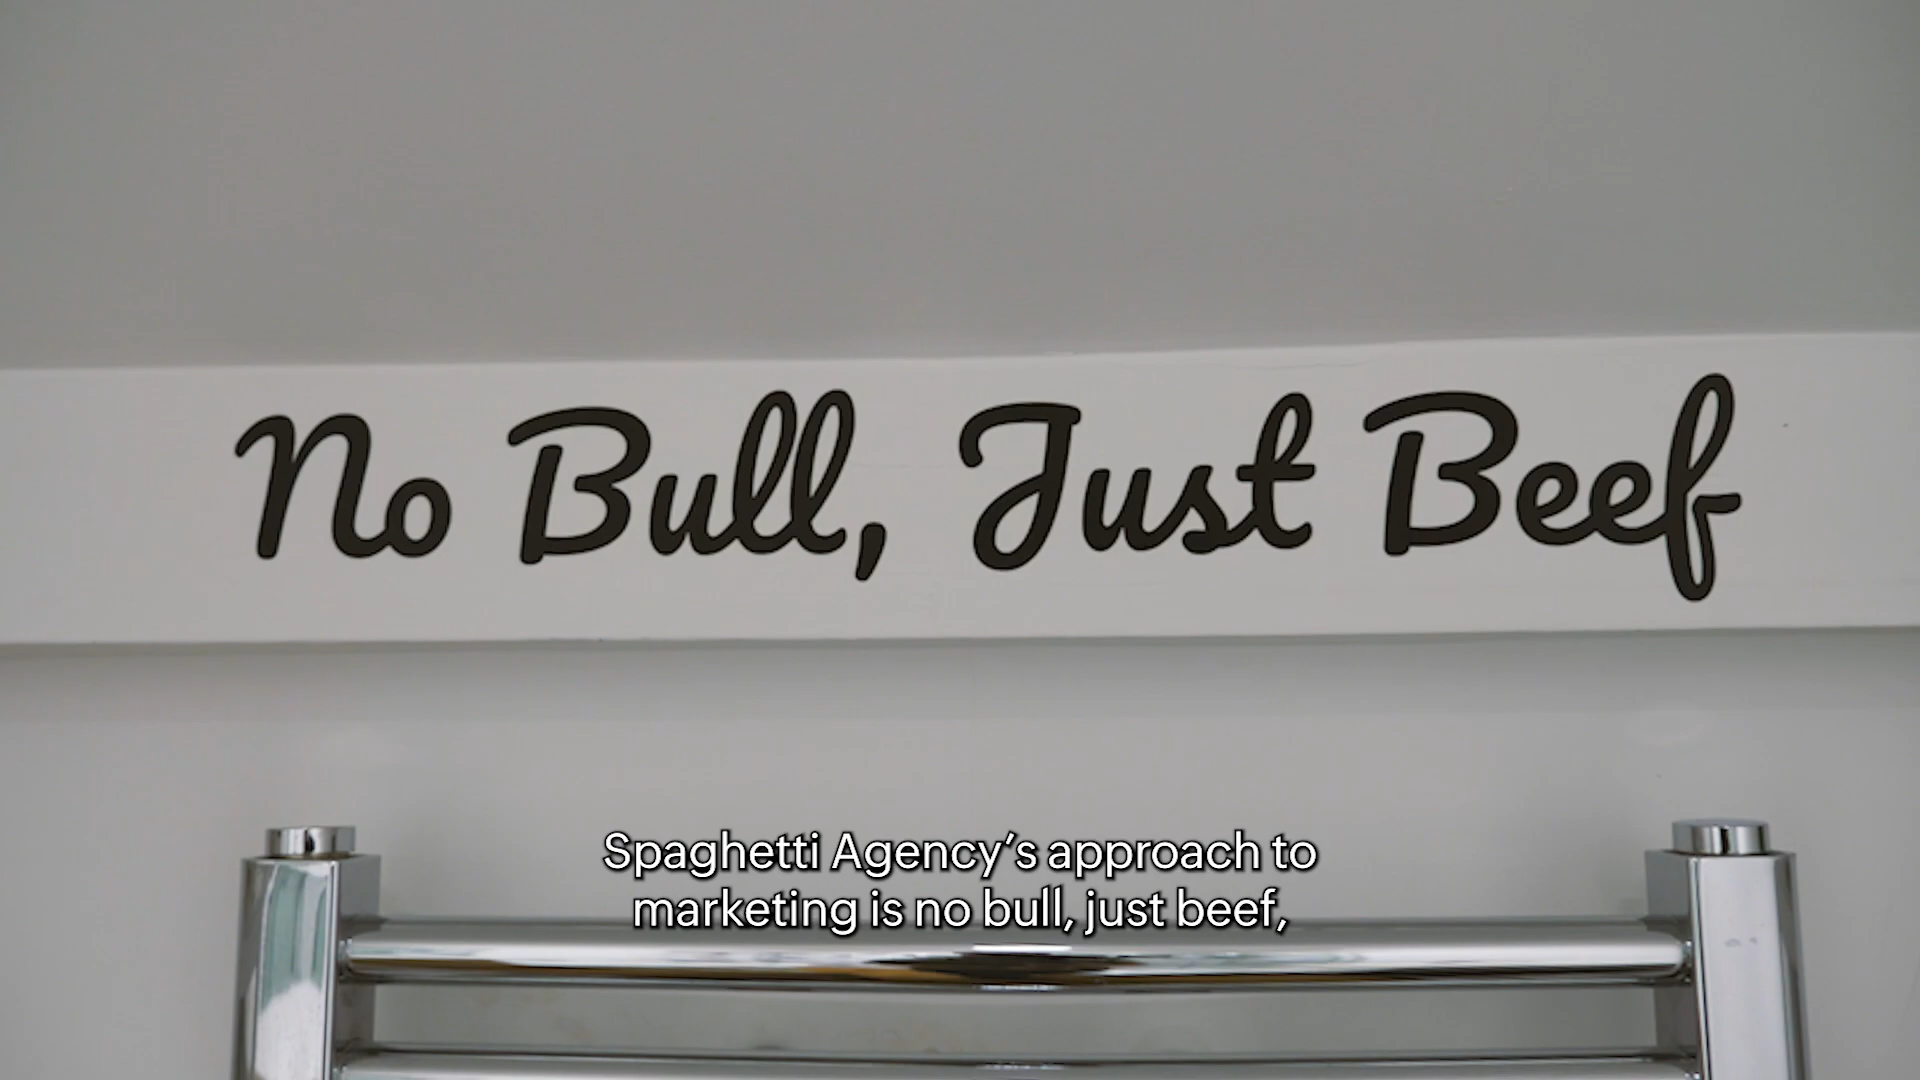 No Bull, Just Beef
Spaghetti Agency's approach to
marketing is no bull, just beef,